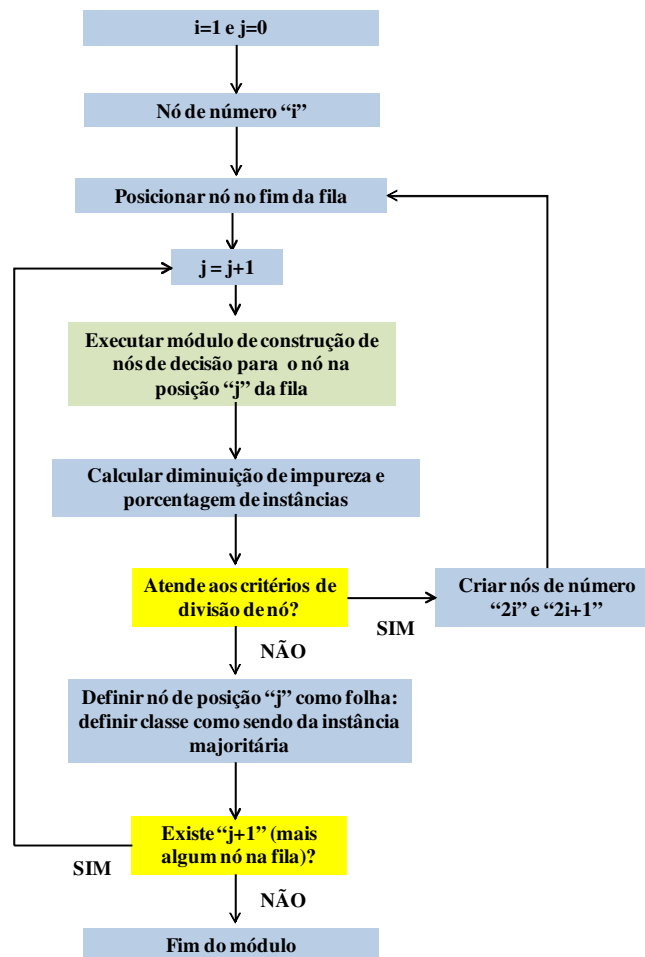 i=1 e j=0
Nó de número “i”
Posicionar nó no fim da fila
j = j+1
Executar módulo de construção de
nós de decisão para o nó na
posição “j” da fila
Calcular diminuição de impureza e
porcentagem de instâncias
Atende aos critérios de
divisão de nó?
SIM
Criar nós de número
“2i” e “2i+1”
NÃO
Definir nó de posição “j” como folha:
definir classe como sendo da instância
majoritária
Existe “j+1” (mais
algum nó na fila)?
SIM
NÃO
Fim do módulo